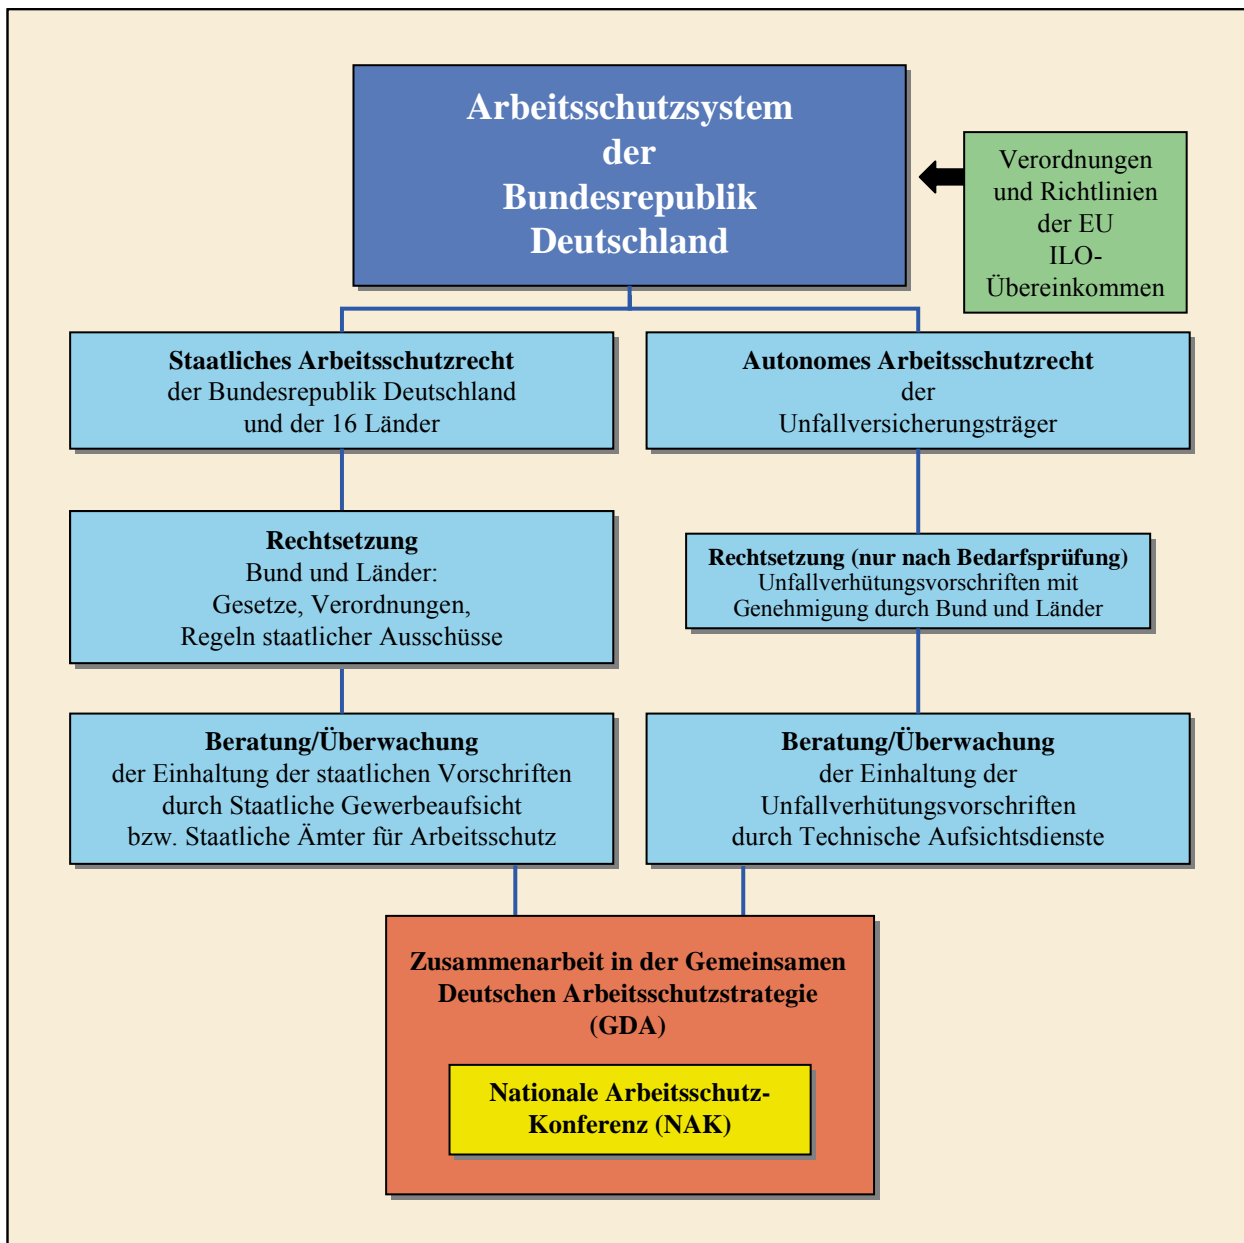 Arbeitsschutzsystem
der
Bundesrepublik
Deutschland
Verordnungen
und Richtlinien
der EU
ILO-
Übereinkommen
Staatliches Arbeitsschutzrecht
der Bundesrepublik Deutschland
und der 16 Länder
Autonomes Arbeitsschutzrecht
der
Unfallversicherungsträger
Rechtsetzung
Bund und Länder:
Gesetze, Verordnungen,
Regeln staatlicher Ausschüsse
Rechtsetzung (nur nach Bedarfsprüfung)
Unfallverhütungsvorschriften mit
Genehmigung durch Bund und Länder
Beratung/Überwachung
der Einhaltung der staatlichen Vorschriften
durch Staatliche Gewerbeaufsicht
bzw. Staatliche Ämter für Arbeitsschutz
Beratung/Überwachung
der Einhaltung der
Unfallverhütungsvorschriften
durch Technische Aufsichtsdienste
Zusammenarbeit in der Gemeinsamen
Deutschen Arbeitsschutzstrategie
(GDA)
Nationale Arbeitsschutz-
Konferenz (NAK)